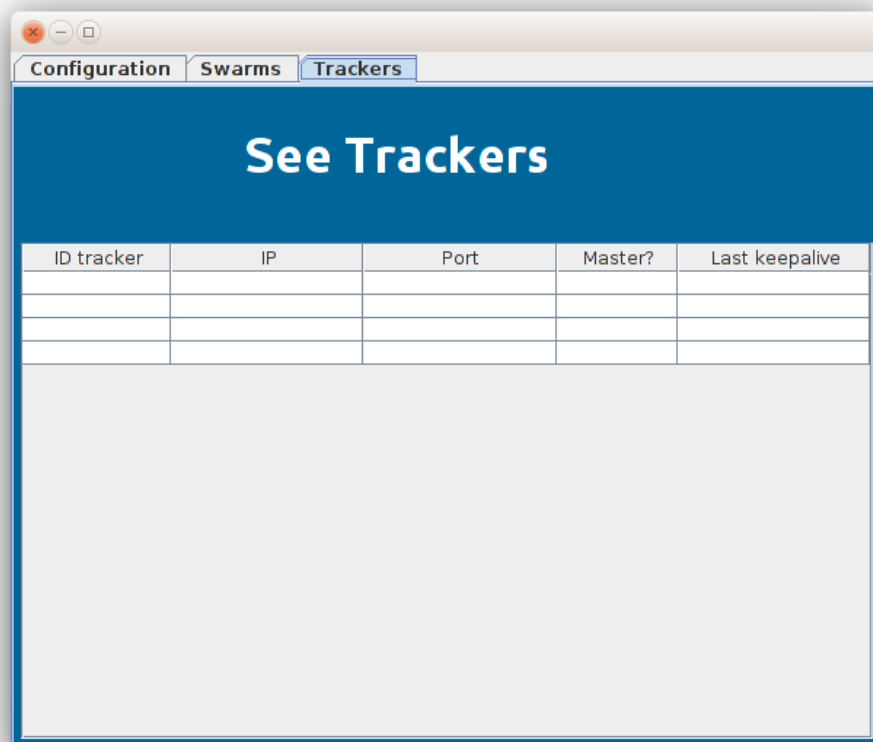 Configuration Swarms Trackers
See Trackers
ID tracker IP Port Master? Last keepalive